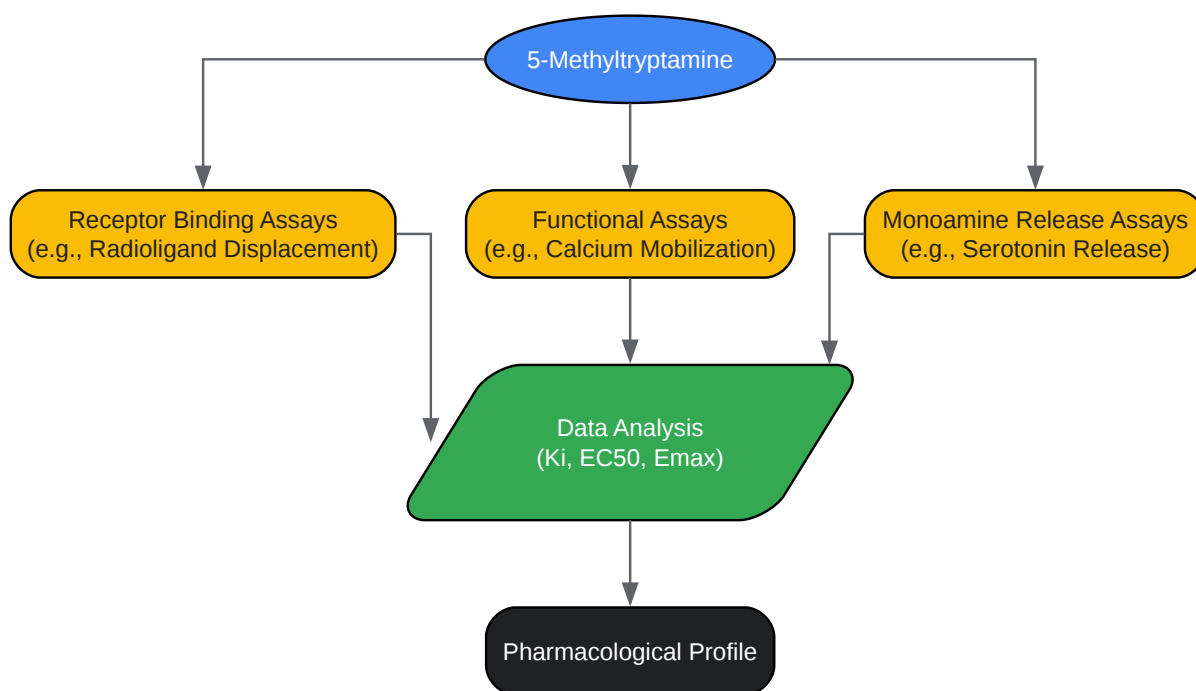 5-Methyltryptamine
Receptor Binding Assays
(e.g., Radioligand Displacement)
Functional Assays
(e.g., Calcium Mobilization)
Monoamine Release Assays
(e.g., Serotonin Release)
Data Analysis
(Ki, EC50, Emax)
Pharmacological Profile